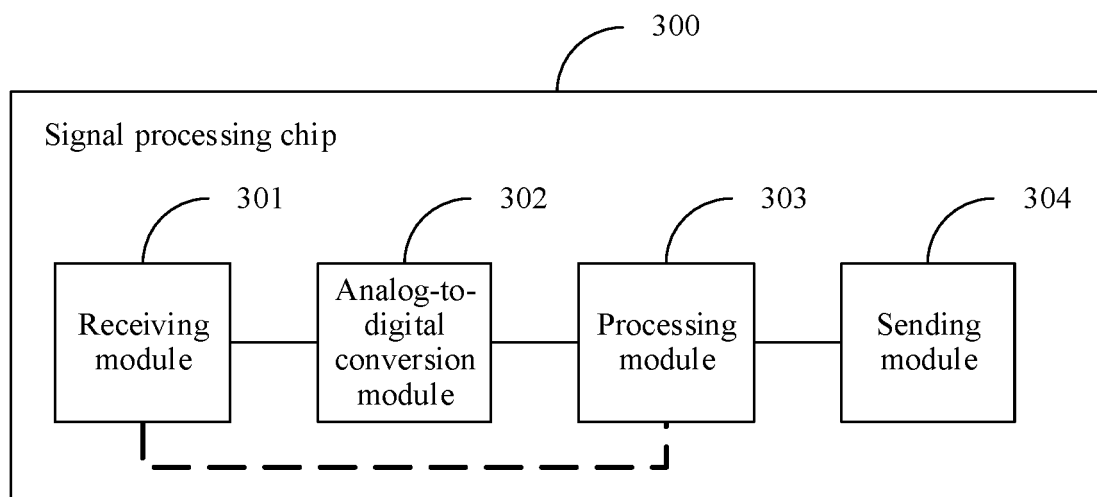 300
Signal processing chip
301
302
303
304
Receiving
module
Analog-to-
digital
conversion
module
Processing
module
Sending
module